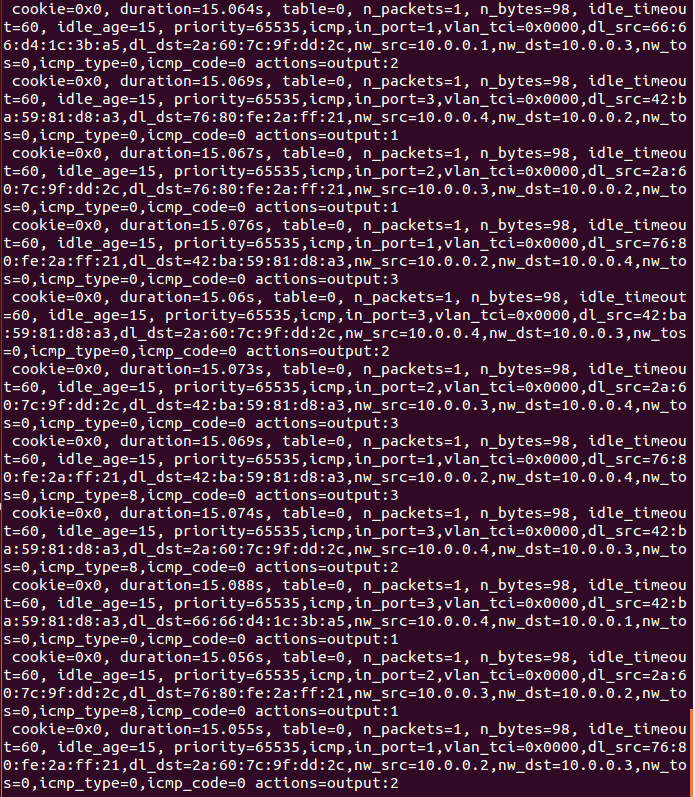 cookie=0x0, duration=15.064s, table=0, n_packets=1, n_bytes=98, idle_timeou
t=60, idle_age=15, priority=65535,icmp,in_port=1,vlan_tci=0x0000,dl_src=66:6
6:d4:1c:3b:a5,dl_dst=2a:60:7c:9f:dd:2c,nw_src=10.0.0.1,nw_dst=10.0.0.3,nw_to
s=0,icmp_type=0,icmp_code=0 actions=output:2
cookie=0x0, duration=15.069s, table=0, n_packets=1, n_bytes=98, idle_timeou
t=60, idle_age=15, priority=65535,icmp,in_port=3,vlan_tci=0x0000,dl_src=42:b
a:59:81:d8:a3,dl_dst=76:80:fe:2a:ff:21,nw_src=10.0.0.4,nw_dst=10.0.0.2,nw_to
s=0,icmp_type=0,icmp_code=0 actions=output:1
cookie=0x0, duration=15.067s, table=0, n_packets=1, n_bytes=98, idle_timeou
t=60, idle_age=15, priority=65535,icmp,in_port=2,vlan_tci=0x0000,dl_src=2a:6
0:7c:9f:dd:2c,dl_dst=76:80:fe:2a:ff:21,nw_src=10.0.0.3,nw_dst=10.0.0.2,nw_to
s=0,icmp_type=0,icmp_code=0 actions=output:1
cookie=0x0, duration=15.076s, table=0, n_packets=1, n_bytes=98, idle_timeou
t=60, idle_age=15, priority=65535,icmp,in_port=1,vlan_tci=0x0000,dl_src=76:8
0:fe:2a:ff:21,dl_dst=42:ba:59:81:d8:a3,nw_src=10.0.0.2,nw_dst=10.0.0.4,nw_to
s=0,icmp_type=0,icmp_code=0 actions=output:3
cookie=0x0, duration=15.06s, table=0, n_packets=1, n_bytes=98, idle_timeout
=60, idle_age=15, priority=65535,icmp,in_port=3,vlan_tci=0x0000,dl_src=42:ba
:59:81:d8:a3,dl_dst=2a:60:7c:9f:dd:2c,nw_src=10.0.0.4,nw_dst=10.0.0.3,nw_tos
=0,icmp_type=0,icmp_code=0 actions=output:2
cookie=0x0, duration=15.073s, table=0, n_packets=1, n_bytes=98, idle_timeou
t=60, idle_age=15, priority=65535,icmp,in_port=2,vlan_tci=0x0000,dl_src=2a:6
0:7c:9f:dd:2c,dl_dst=42:ba:59:81:d8:a3,nw_src=10.0.0.3,nw_dst=10.0.0.4,nw_to
s=0,icmp_type=0,icmp_code=0 actions=output:3
cookie=0x0, duration=15.069s, table=0, n_packets=1, n_bytes=98, idle_timeou
t=60, idle_age=15, priority=65535,icmp,in_port=1,vlan_tci=0x0000,dl_src=76:8
0:fe:2a:ff:21,dl_dst=42:ba:59:81:d8:a3,nw_src=10.0.0.2,nw_dst=10.0.0.4,nw_to
s=0,icmp_type=8,icmp_code=0 actions=output:3
cookie=0x0, duration=15.074s, table=0, n_packets=1, n_bytes=98, idle_timeou
t=60, idle_age=15, priority=65535,icmp,in_port=3,vlan_tci=0x0000,dl_src=42:b
a:59:81:d8:a3,dl_dst=2a:60:7c:9f:dd:2c,nw_src=10.0.0.4,nw_dst=10.0.0.3,nw_to
s=0,icmp_type=8,icmp_code=0 actions=output:2
cookie=0x0, duration=15.088s, table=0, n_packets=1, n_bytes=98, idle_timeou
t=60, idle_age=15, priority=65535,icmp,in_port=3,vlan_tci=0x0000,dl_src=42:b
a:59:81:d8:a3,dl_dst=66:66:d4:1c:3b:a5,nw_src=10.0.0.4,nw_dst=10.0.0.1,nw_to
s=0,icmp_type=0,icmp_code=0 actions=output:1
cookie=0x0, duration=15.056s, table=0, n_packets=1, n_bytes=98, idle_timeou
t=60, idle_age=15, priority=65535,icmp,in_port=2,vlan_tci=0x0000,dl_src=2a:6
0:7c:9f:dd:2c,dl_dst=76:80:fe:2a:ff:21,nw_src=10.0.0.3,nw_dst=10.0.0.2,nw_to
s=0,icmp_type=8,icmp_code=0 actions=output:1
cookie=0x0, duration=15.055s, table=0, n_packets=1, n_bytes=98, idle_timeou
t=60, idle_age=15, priority=65535,icmp,in_port=1,vlan_tci=0x0000,dl_src=76:8
0:fe:2a:ff:21,dl_dst=2a:60:7c:9f:dd:2c,nw_src=10.0.0.2,nw_dst=10.0.0.3,nw_to
s=0,icmp_type=0,icmp_code=0 actions=output:2